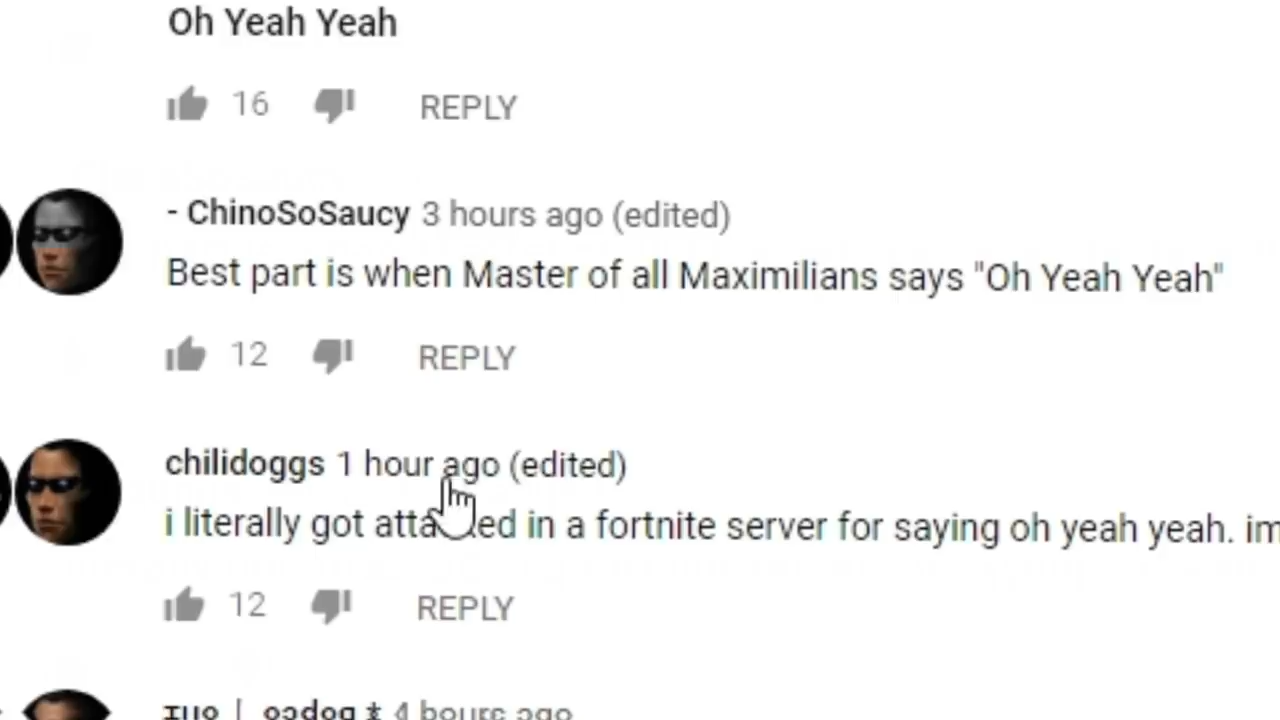 Oh Yeah Yeah
16 REPLY
- ChinoSoSaucy 3 hours ago (edited)
Best part is when Master of all Maximilians says "Oh Yeah Yeah"
12 REPLY
chilidoggs 1 hour ago (edited)
i literally got in a fortnite server for saying oh yeah yeah. im
12 REPLY
4 hours ago